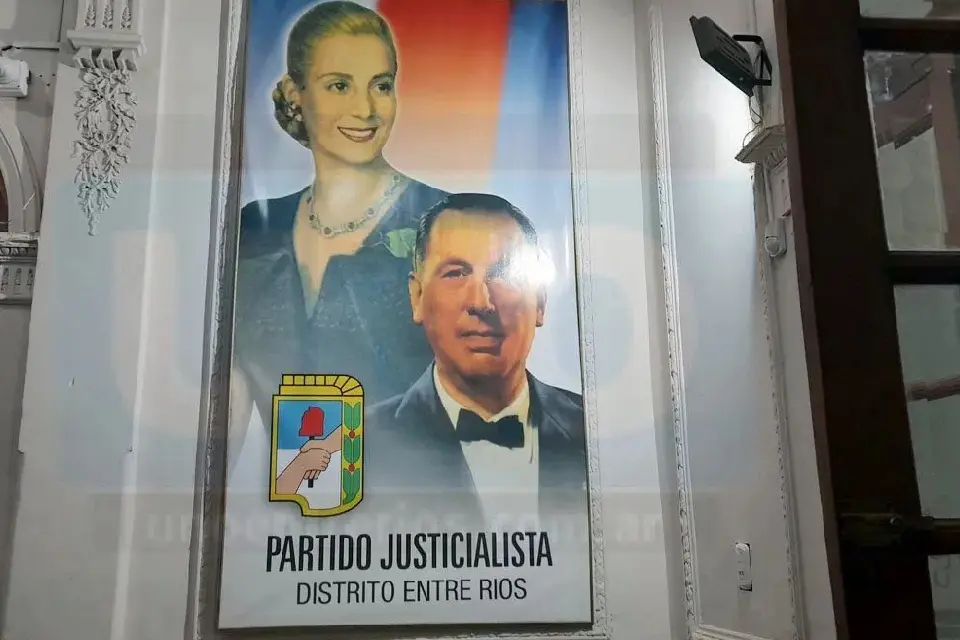 PARTIDO JUSTICIALISTA
DISTRITO ENTRE RIOS